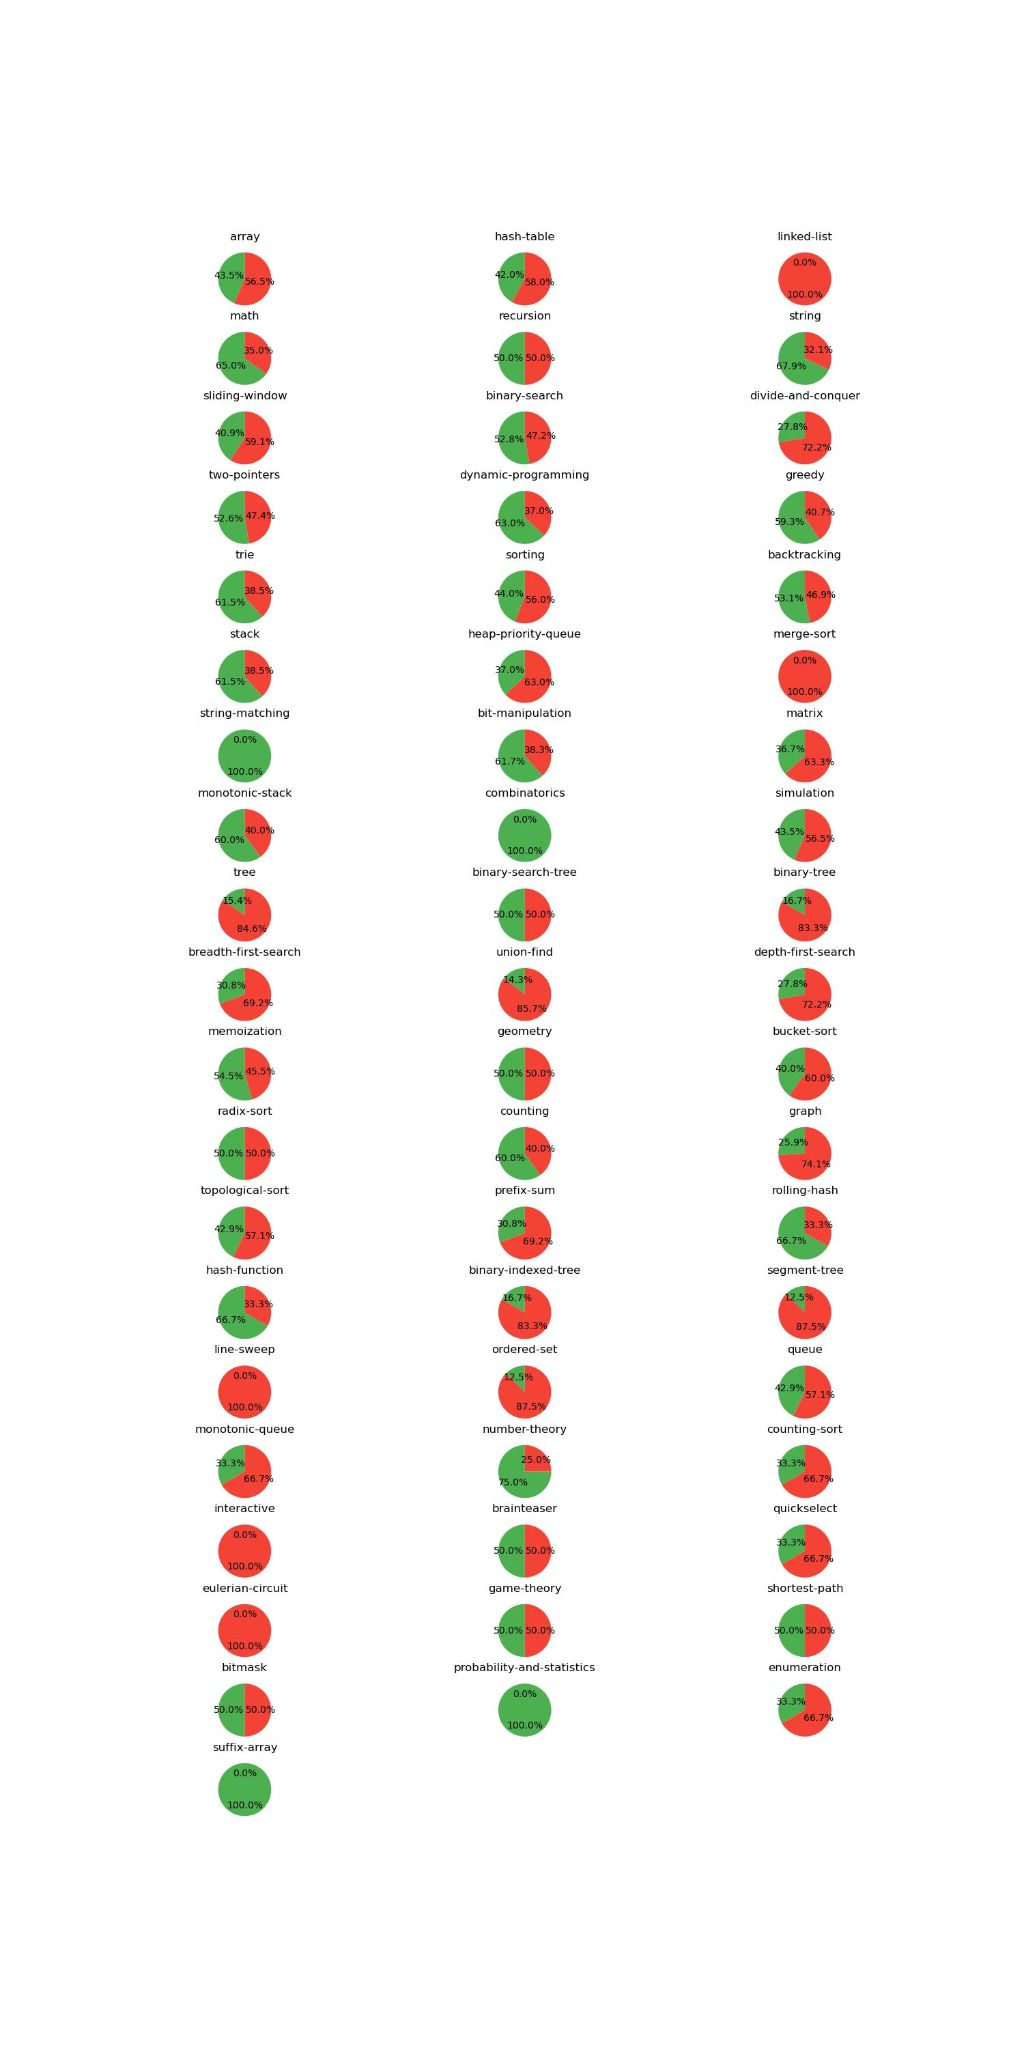 array
hash-table
linked-list
43.5% 56.5%
42.0% 58.0%
0.0% 100.0%
math
recursion
string
35.0% 65.0%
50.0% 50.0%
32.1% 67.9%
sliding-window
binary-search
divide-and-conquer
40.9% 59.1%
52.8% 47.2%
27.8% 72.2%
two-pointers
dynamic-programming
greedy
52.6% 47.4%
37.0% 63.0%
40.7% 59.3%
trie
sorting
backtracking
38.5% 61.5%
44.0% 56.0%
53.1% 46.9%
stack
heap-priority-queue
merge-sort
38.5% 61.5%
37.0% 63.0%
0.0% 100.0%
string-matching
bit-manipulation
matrix
0.0% 100.0%
38.3% 61.7%
36.7% 63.3%
monotonic-stack
combinatorics
simulation
40.0% 60.0%
0.0% 100.0%
43.5% 56.5%
tree
binary-search-tree
binary-tree
15.4% 84.6%
50.0% 50.0%
16.7% 83.3%
breadth-first-search
union-find
depth-first-search
30.8% 69.2%
14.3% 85.7%
27.8% 72.2%
memoization
geometry
bucket-sort
54.5% 45.5%
50.0% 50.0%
40.0% 60.0%
radix-sort
counting
graph
50.0% 50.0%
40.0% 60.0%
25.9% 74.1%
topological-sort
prefix-sum
rolling-hash
42.9% 57.1%
30.8% 69.2%
33.3% 66.7%
hash-function
binary-indexed-tree
segment-tree
33.3% 66.7%
16.7% 83.3%
12.5% 87.5%
line-sweep
ordered-set
queue
0.0% 100.0%
12.5% 87.5%
42.9% 57.1%
monotonic-queue
number-theory
counting-sort
33.3% 66.7%
25.0% 75.0%
33.3% 66.7%
interactive
brainteaser
quickselect
0.0% 100.0%
50.0% 50.0%
33.3% 66.7%
eulerian-circuit
game-theory
shortest-path
0.0% 100.0%
50.0% 50.0%
50.0% 50.0%
bitmask
probability-and-statistics
enumeration
50.0% 50.0%
0.0% 100.0%
33.3% 66.7%
suffix-array
0.0% 100.0%